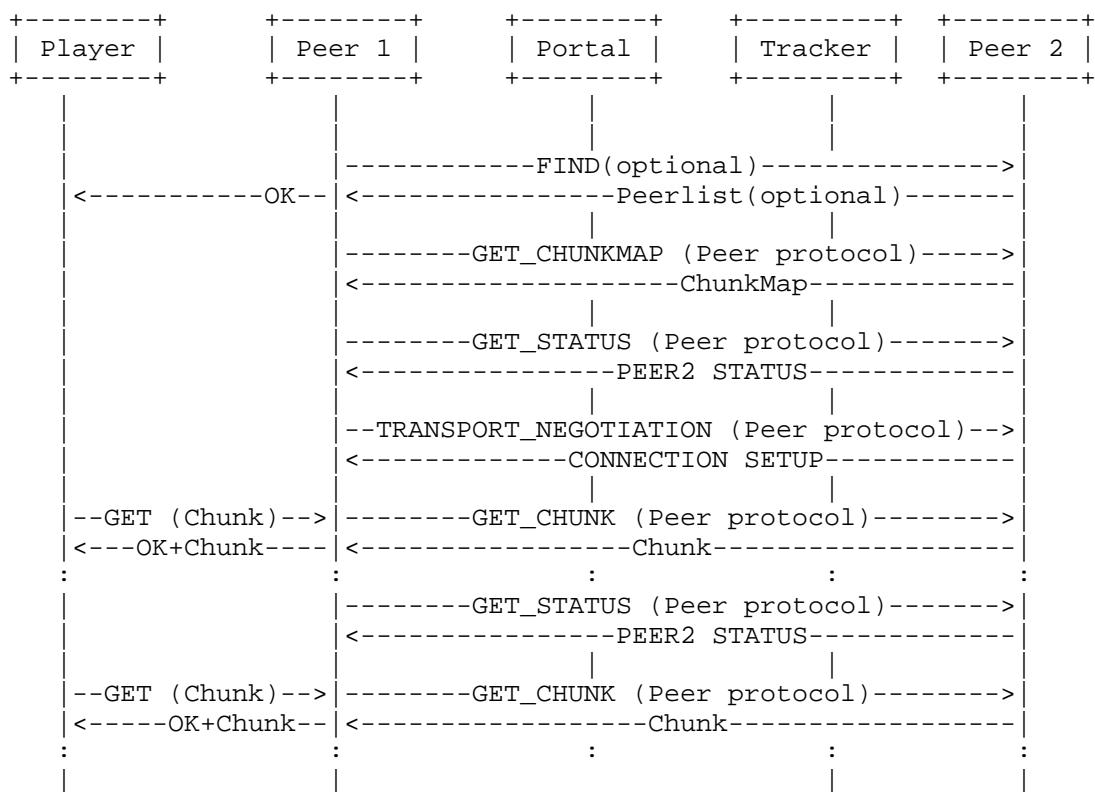 +--------+ +--------+ +--------+ +---------+ +--------+
| Player | | Peer 1 | | Portal | | Tracker | | Peer 2 |
+--------+ +--------+ +--------+ +---------+ +--------+
| | | | |
| | | | |
| |------------FIND(optional)--------------->|
|<-----------OK--|<----------------Peerlist(optional)-------|
| | | | |
| |--------GET_CHUNKMAP (Peer protocol)----->|
| |<--------------------ChunkMap-------------|
| | | | |
| |--------GET_STATUS (Peer protocol)------->|
| |<----------------PEER2 STATUS-------------|
| | | | |
| |--TRANSPORT_NEGOTIATION (Peer protocol)-->|
| |<-------------CONNECTION SETUP------------|
| | | | |
|--GET (Chunk)-->|--------GET_CHUNK (Peer protocol)-------->|
|<---OK+Chunk----|<-----------------Chunk-------------------|
: : : : :
| |--------GET_STATUS (Peer protocol)------->|
| |<----------------PEER2 STATUS-------------|
| | | | |
|--GET (Chunk)-->|--------GET_CHUNK (Peer protocol)-------->|
|<-----OK+Chunk--|<------------------Chunk------------------|
: : : : :
| | | |